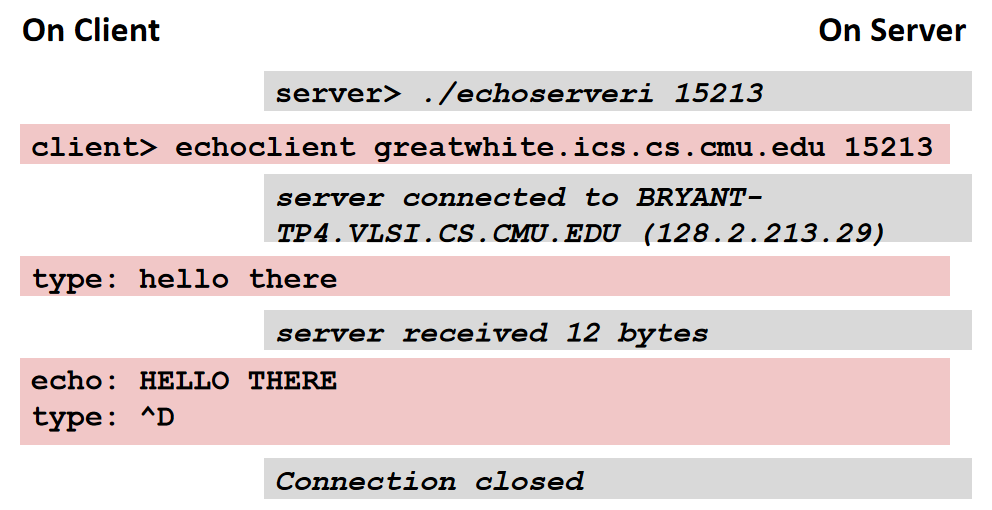 On Client
On Server
server> ./echoserveri 15213
client> echoclient greatwhite.ics.cs.cmu.edu 15213
server connected to BRYANT-
TP4.VLSI.CS.CMU.EDU (128.2.213.29)
type: hello there
server received 12 bytes
echo: HELLO THERE
type: ^D
Connection closed